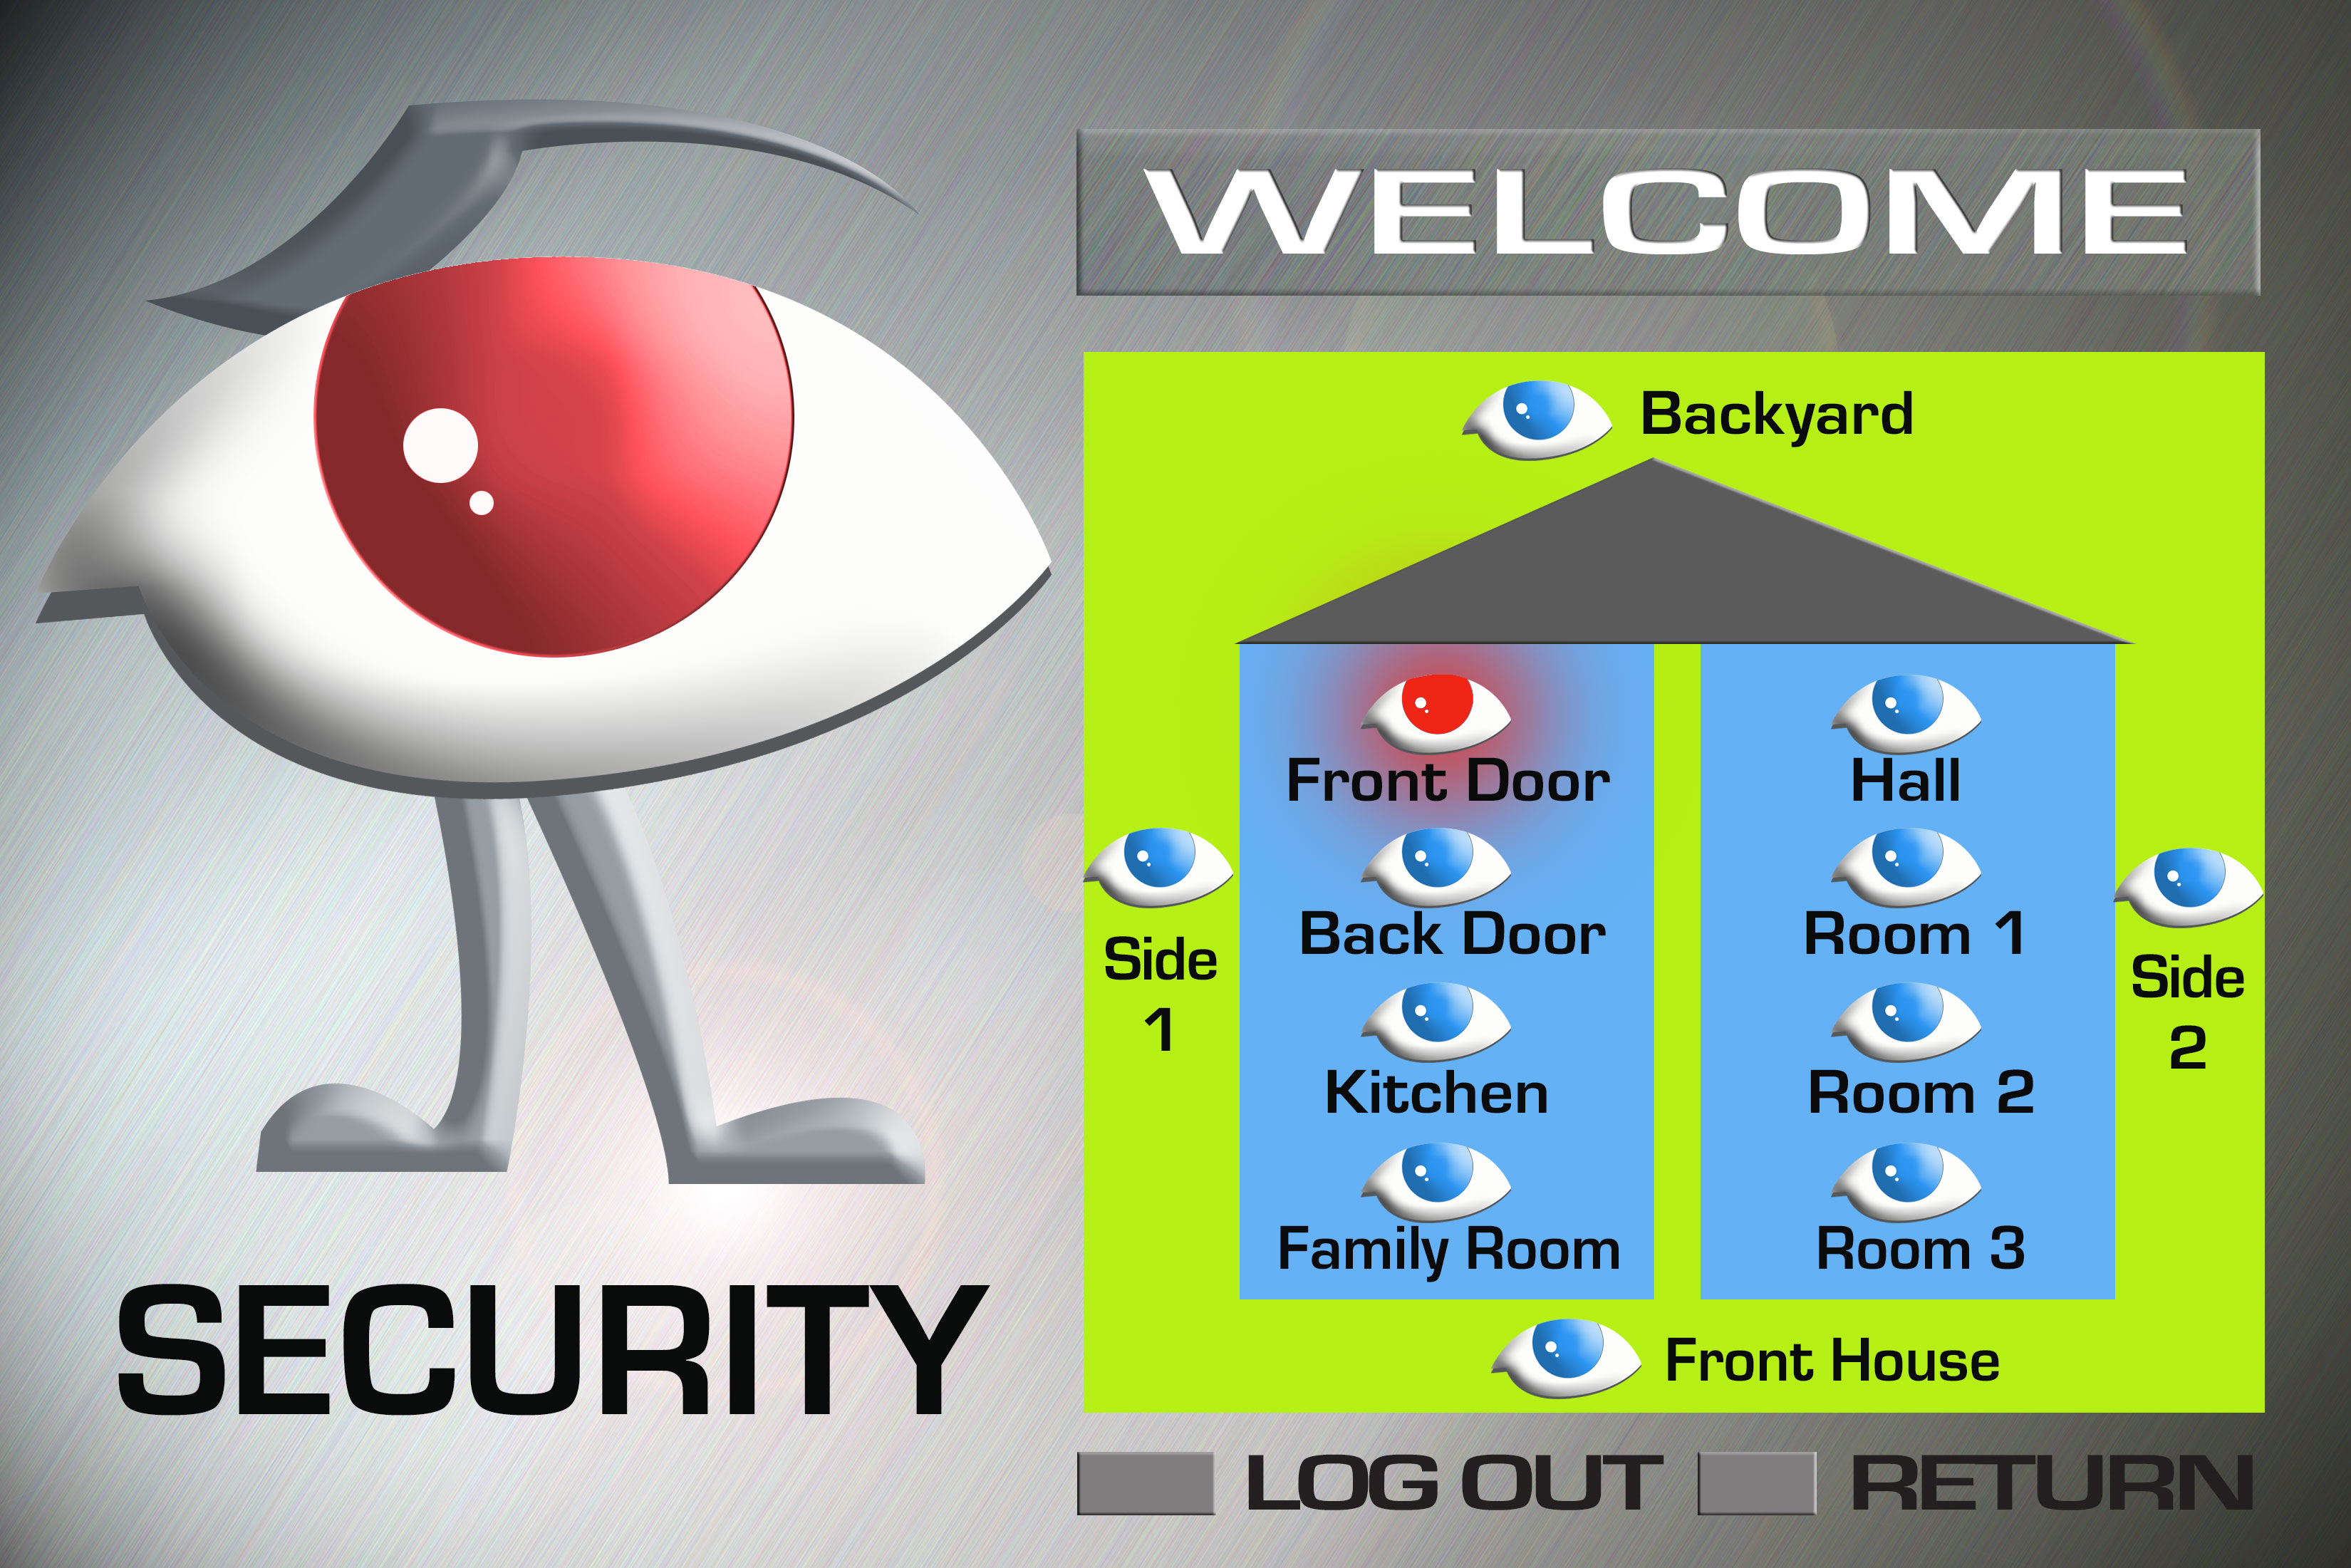 WELCOME
Backyard
Front Door
Hall
Back Door
Room 1
Side
1
Side
2
Kitchen
Room 2
Family Room
Room 3
Front House
SECURITY
LOG OUT
RETURN